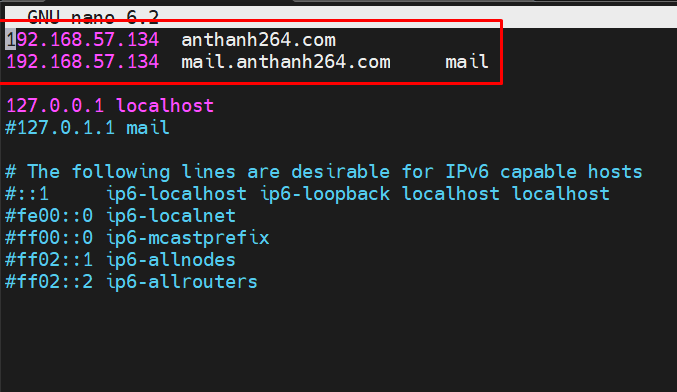 GNU nano 6.2
192.168.57.134  anthanh264.com
192.168.57.134  mail.anthanh264.com     mail
127.0.0.1 localhost
#127.0.1.1 mail
# The following lines are desirable for IPv6 capable hosts
#::1     ip6-localhost ip6-loopback localhost localhost
#fe00::0 ip6-localnet
#ff00::0 ip6-mcastprefix
#ff02::1 ip6-allnodes
#ff02::2 ip6-allrouters